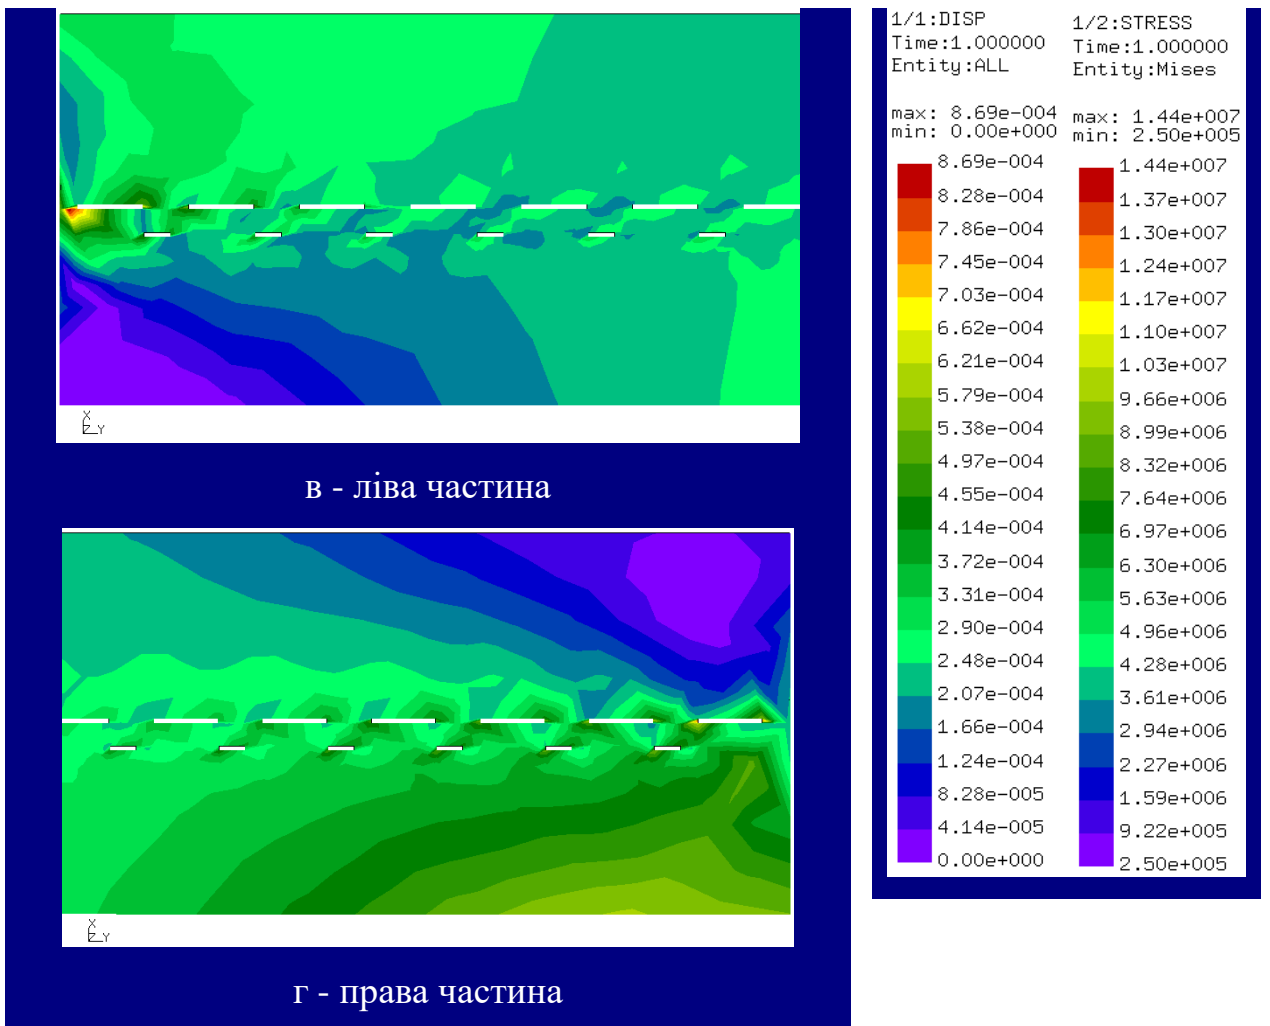 X
Z Y
в - ліва частина
X
Z Y
г - права частина
1/1:DISP
Time:1.000000
Entity:ALL
max: 8.69e-004
min: 0.00e+000
8.69e-004
8.28e-004
7.86e-004
7.45e-004
7.03e-004
6.62e-004
6.21e-004
5.79e-004
5.38e-004
4.97e-004
4.55e-004
4.14e-004
3.72e-004
3.31e-004
2.90e-004
2.48e-004
2.07e-004
1.66e-004
1.24e-004
8.28e-005
4.14e-005
0.00e+000
1/2:STRESS
Time:1.000000
Entity:Mises
max: 1.44e+007
min: 2.50e+005
1.44e+007
1.37e+007
1.30e+007
1.24e+007
1.17e+007
1.10e+007
1.03e+007
9.66e+006
8.99e+006
8.32e+006
7.64e+006
6.97e+006
6.30e+006
5.63e+006
4.96e+006
4.28e+006
3.61e+006
2.94e+006
2.27e+006
1.59e+006
9.22e+005
2.50e+005